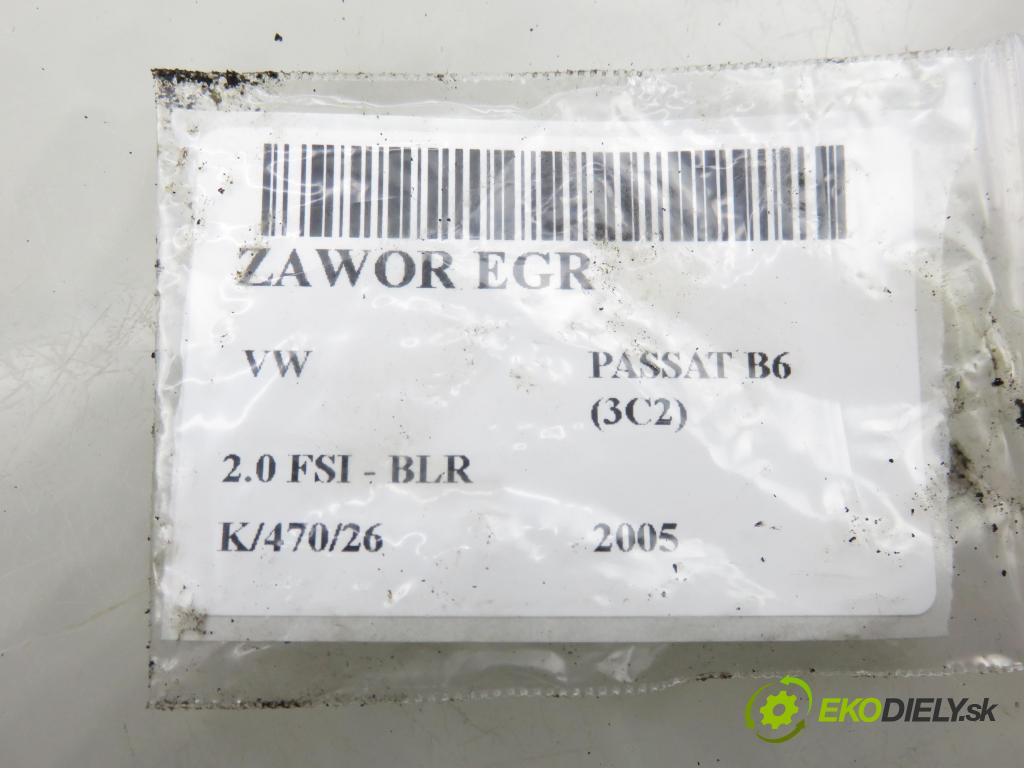 ZAWOR EGR
VW PASSAT B6
(3C2)
2.0 FSI - BLR
K/470/26 2005
EKODIELY.sk